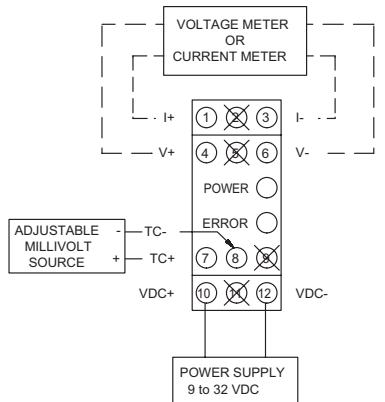 VOLTAGE METER
OR
CURRENT METER
I+ 1 2 3 I-
V+ 4 5 6 V-
POWER
ERROR
ADJUSTABLE
MILLIVOLT
SOURCE
- TC-
+ TC+ 7 8 9
VDC+ 10 11 12 VDC-
POWER SUPPLY
9 to 32 VDC